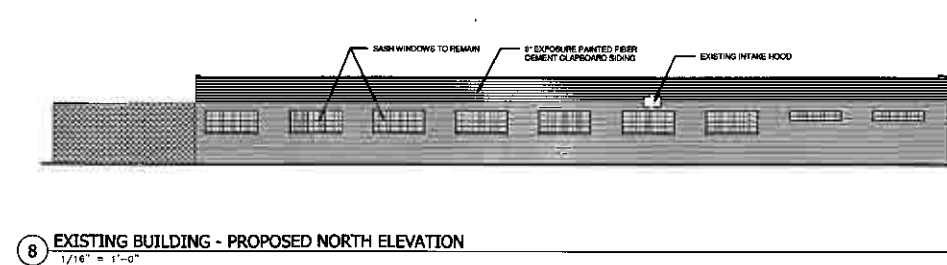 SASH WINDOWS TO REMAIN
8" EXPOSURE PAINTED FIBER
CEMENT CLAPBOARD SIDING
EXISTING INTAKE HOOD
8 EXISTING BUILDING - PROPOSED NORTH ELEVATION
1/16" = 1'-0"